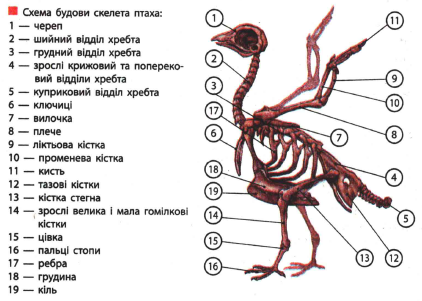 Схема будови скелета птаха:
1 — череп
2 — шийний відділ хребта
3 — грудний відділ хребта
4 — зрослі крижовий та попереко-
вий відділи хребта
5 — куприковий відділ хребта
6 — ключиці
7 — вилочка
8 — плече
9 — ліктьова кістка
10 — променева кістка
11 — кисть
12 — тазові кістки
13 — кістка стегна
14 — зрослі велика і мала гомілкові
кістки
15 — цівка
16 — пальці стопи
17 — ребра
18 — грудина
19 — кіль
1
2
3
17
6
18
19
14
15
16
11
9
10
8
7
4
5
13
12